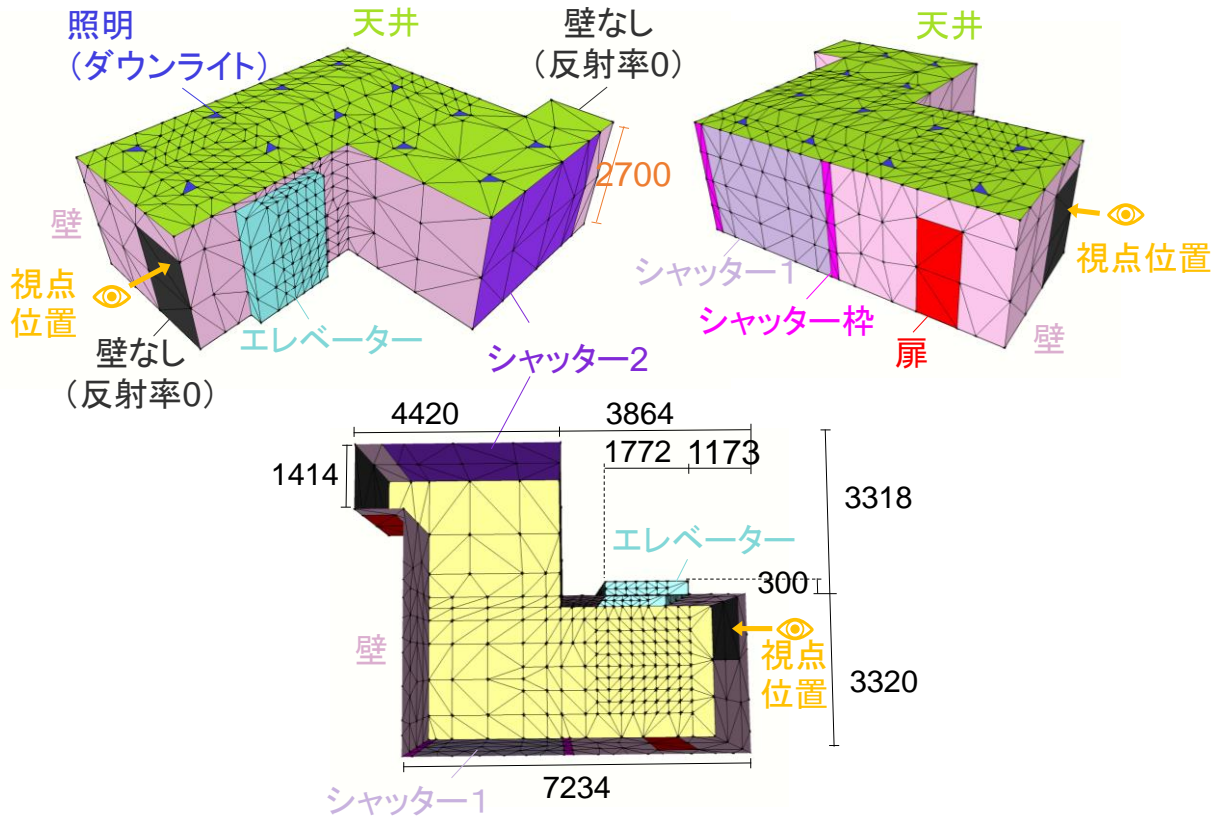 照明
（ダウンライト）
天井
壁なし
（反射率0）
2700
壁
視点
位置
壁なし
（反射率0）
エレベーター
シャッター2
天井
視点位置
シャッター1
シャッター枠
扉
壁
4420
3864
1772
1173
1414
3318
エレベーター
300
視点
位置
壁
3320
シャッター1
7234